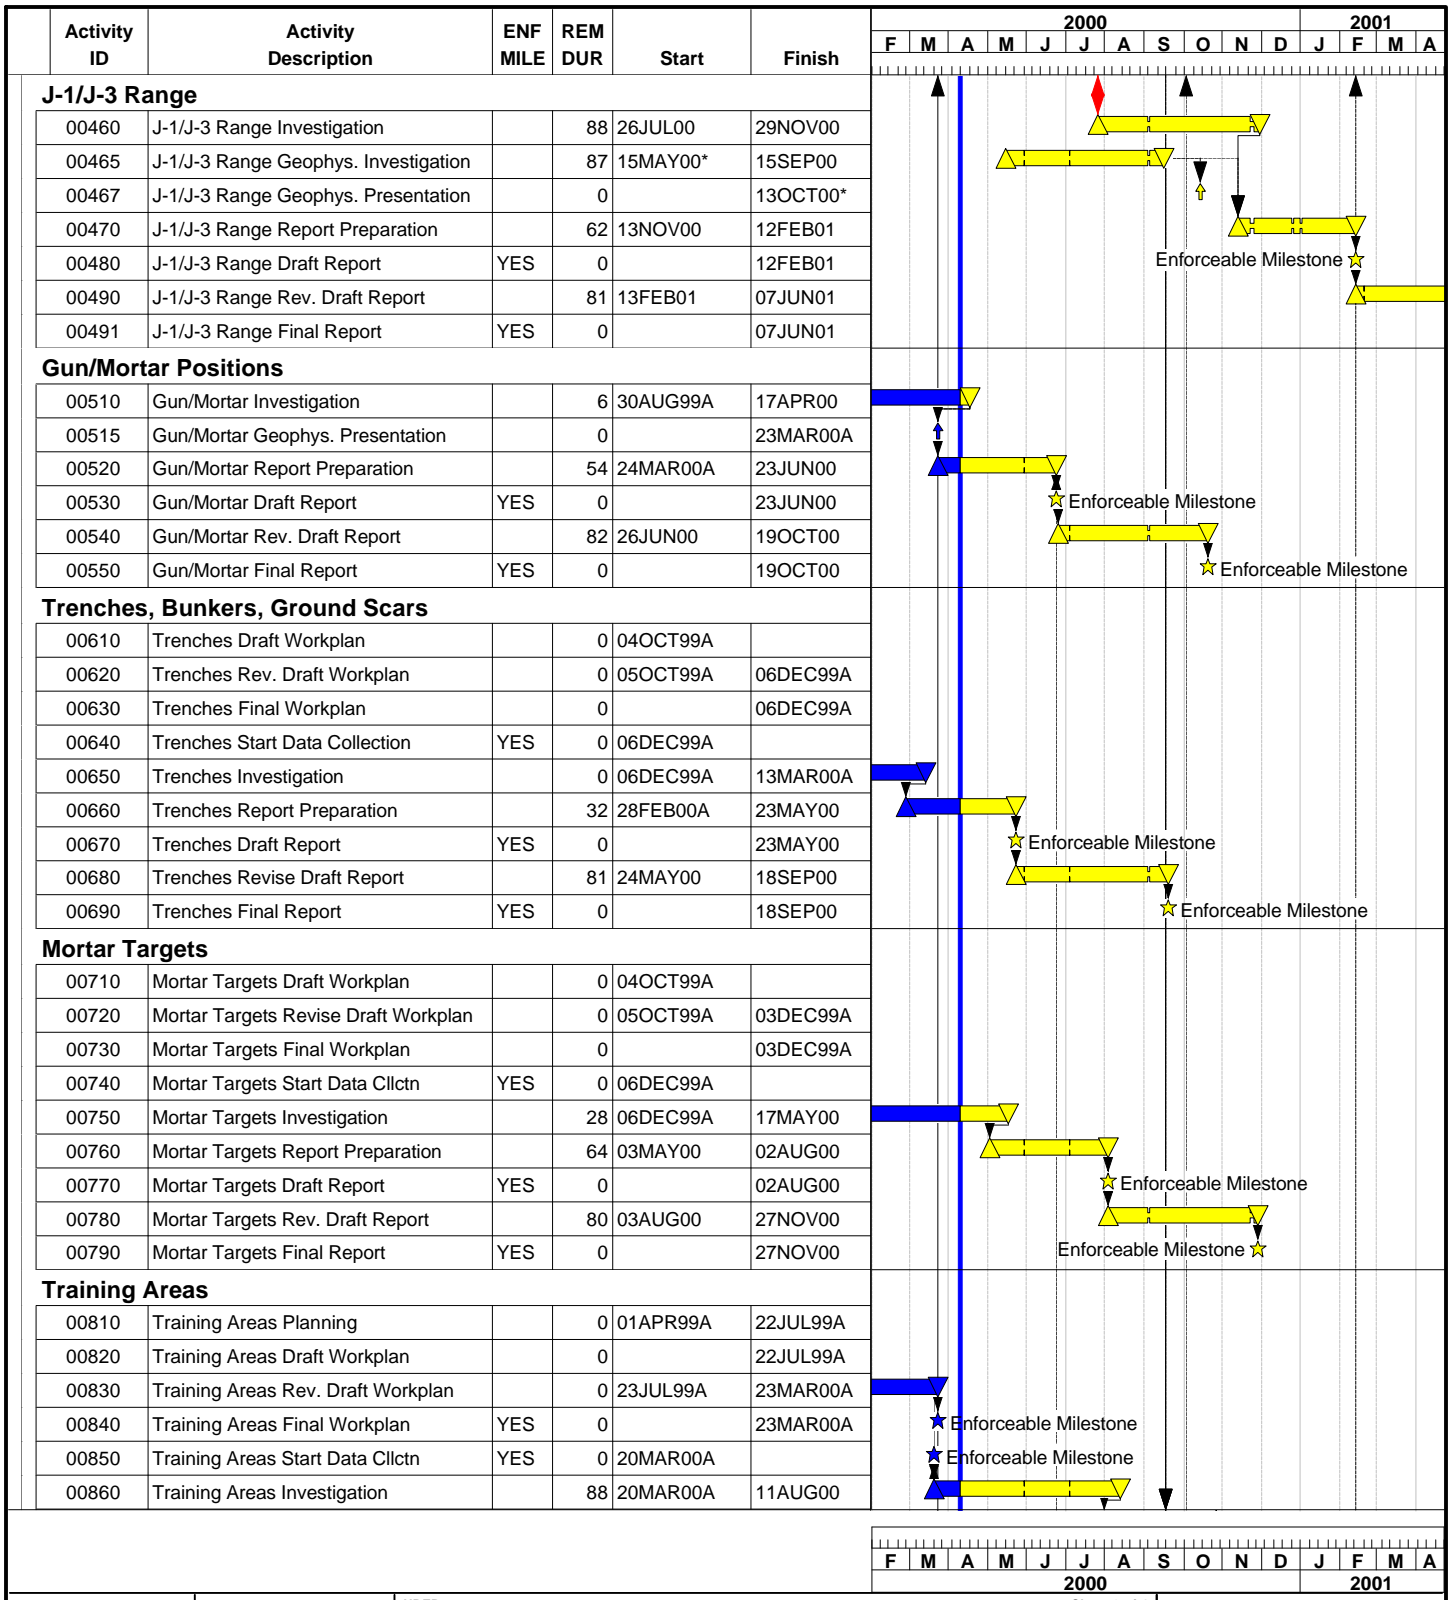 Activity ID Activity Description ENF MILE REM DUR Start Finish 2000 2001
F M A M J J A S O N D J F M A
J-1/J-3 Range
00460 J-1/J-3 Range Investigation 88 26JUL00 29NOV00
00465 J-1/J-3 Range Geophys. Investigation 87 15MAY00* 15SEP00
00467 J-1/J-3 Range Geophys. Presentation 0 13OCT00*
00470 J-1/J-3 Range Report Preparation 62 13NOV00 12FEB01
00480 J-1/J-3 Range Draft Report YES 0 12FEB01 Enforceable Milestone
00490 J-1/J-3 Range Rev. Draft Report 81 13FEB01 07JUN01
00491 J-1/J-3 Range Final Report YES 0 07JUN01
Gun/Mortar Positions
00510 Gun/Mortar Investigation 6 30AUG99A 17APR00
00515 Gun/Mortar Geophys. Presentation 0 23MAR00A
00520 Gun/Mortar Report Preparation 54 24MAR00A 23JUN00
00530 Gun/Mortar Draft Report YES 0 23JUN00 Enforceable Milestone
00540 Gun/Mortar Rev. Draft Report 82 26JUN00 19OCT00
00550 Gun/Mortar Final Report YES 0 19OCT00 Enforceable Milestone
Trenches, Bunkers, Ground Scars
00610 Trenches Draft Workplan 0 04OCT99A
00620 Trenches Rev. Draft Workplan 0 05OCT99A 06DEC99A
00630 Trenches Final Workplan 0 06DEC99A
00640 Trenches Start Data Collection YES 0 06DEC99A
00650 Trenches Investigation 0 06DEC99A 13MAR00A
00660 Trenches Report Preparation 32 28FEB00A 23MAY00
00670 Trenches Draft Report YES 0 23MAY00 Enforceable Milestone
00680 Trenches Revise Draft Report 81 24MAY00 18SEP00
00690 Trenches Final Report YES 0 18SEP00 Enforceable Milestone
Mortar Targets
00710 Mortar Targets Draft Workplan 0 04OCT99A
00720 Mortar Targets Revise Draft Workplan 0 05OCT99A 03DEC99A
00730 Mortar Targets Final Workplan 0 03DEC99A
00740 Mortar Targets Start Data Cllctn YES 0 06DEC99A
00750 Mortar Targets Investigation 28 06DEC99A 17MAY00
00760 Mortar Targets Report Preparation 64 03MAY00 02AUG00
00770 Mortar Targets Draft Report YES 0 02AUG00 Enforceable Milestone
00780 Mortar Targets Rev. Draft Report 80 03AUG00 27NOV00
00790 Mortar Targets Final Report YES 0 27NOV00 Enforceable Milestone
Training Areas
00810 Training Areas Planning 0 01APR99A 22JUL99A
00820 Training Areas Draft Workplan 0 22JUL99A
00830 Training Areas Rev. Draft Workplan 0 23JUL99A 23MAR00A
00840 Training Areas Final Workplan YES 0 23MAR00A Enforceable Milestone
00850 Training Areas Start Data Cllctn YES 0 20MAR00A Enforceable Milestone
00860 Training Areas Investigation 88 20MAR00A 11AUG00
F M A M J J A S O N D J F M A
2000 2001